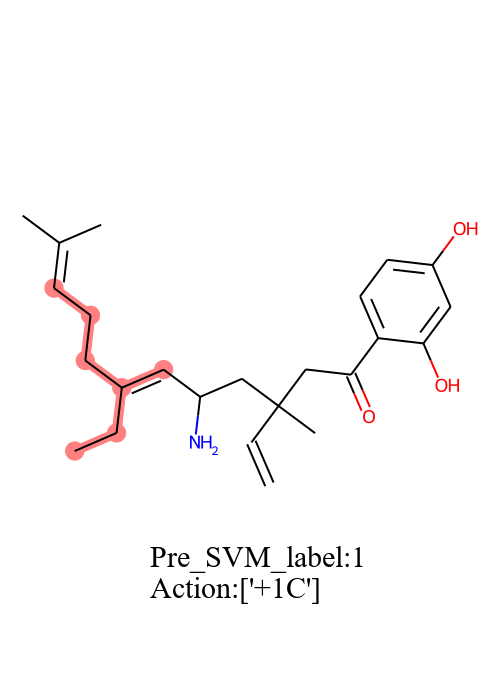 OH
OH
O
NH2
Pre_SVM_label:1
Action:['+1C']